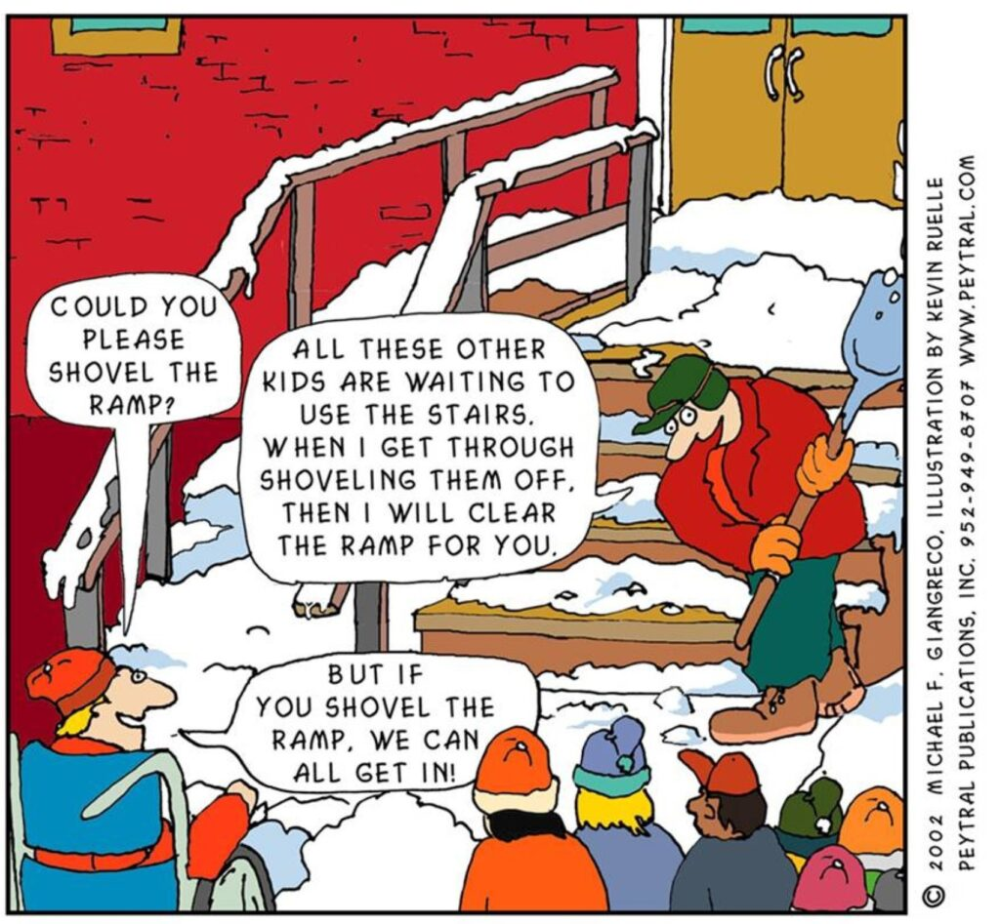 COULD YOU
PLEASE
SHOVEL THE
RAMP?
ALL THESE OTHER
KIDS ARE WAITING TO
USE THE STAIRS.
WHEN I GET THROUGH
SHOVELING THEM OFF,
THEN I WILL CLEAR
THE RAMP FOR YOU.
BUT IF
YOU SHOVEL THE
RAMP, WE CAN
ALL GET IN!
© 2002 MICHAEL F. GIANGRECO, ILLUSTRATION BY KEVIN RUELLE
PEYTRAL PUBLICATIONS, INC. 952-949-8707 WWW.PEYTRAL.COM